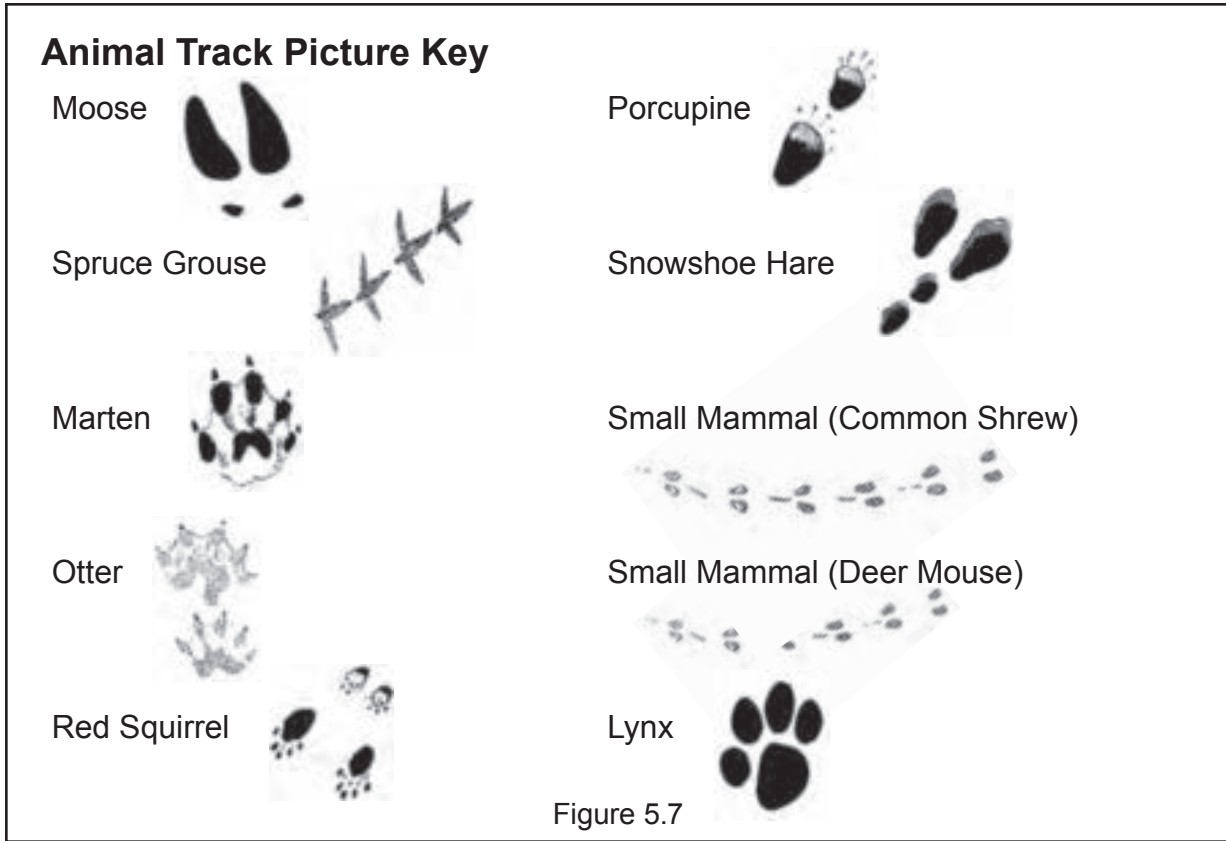 Animal Track Picture Key
Moose
Porcupine
Spruce Grouse
Snowshoe Hare
Marten
Small Mammal (Common Shrew)
Otter
Small Mammal (Deer Mouse)
Red Squirrel
Lynx
Figure 5.7